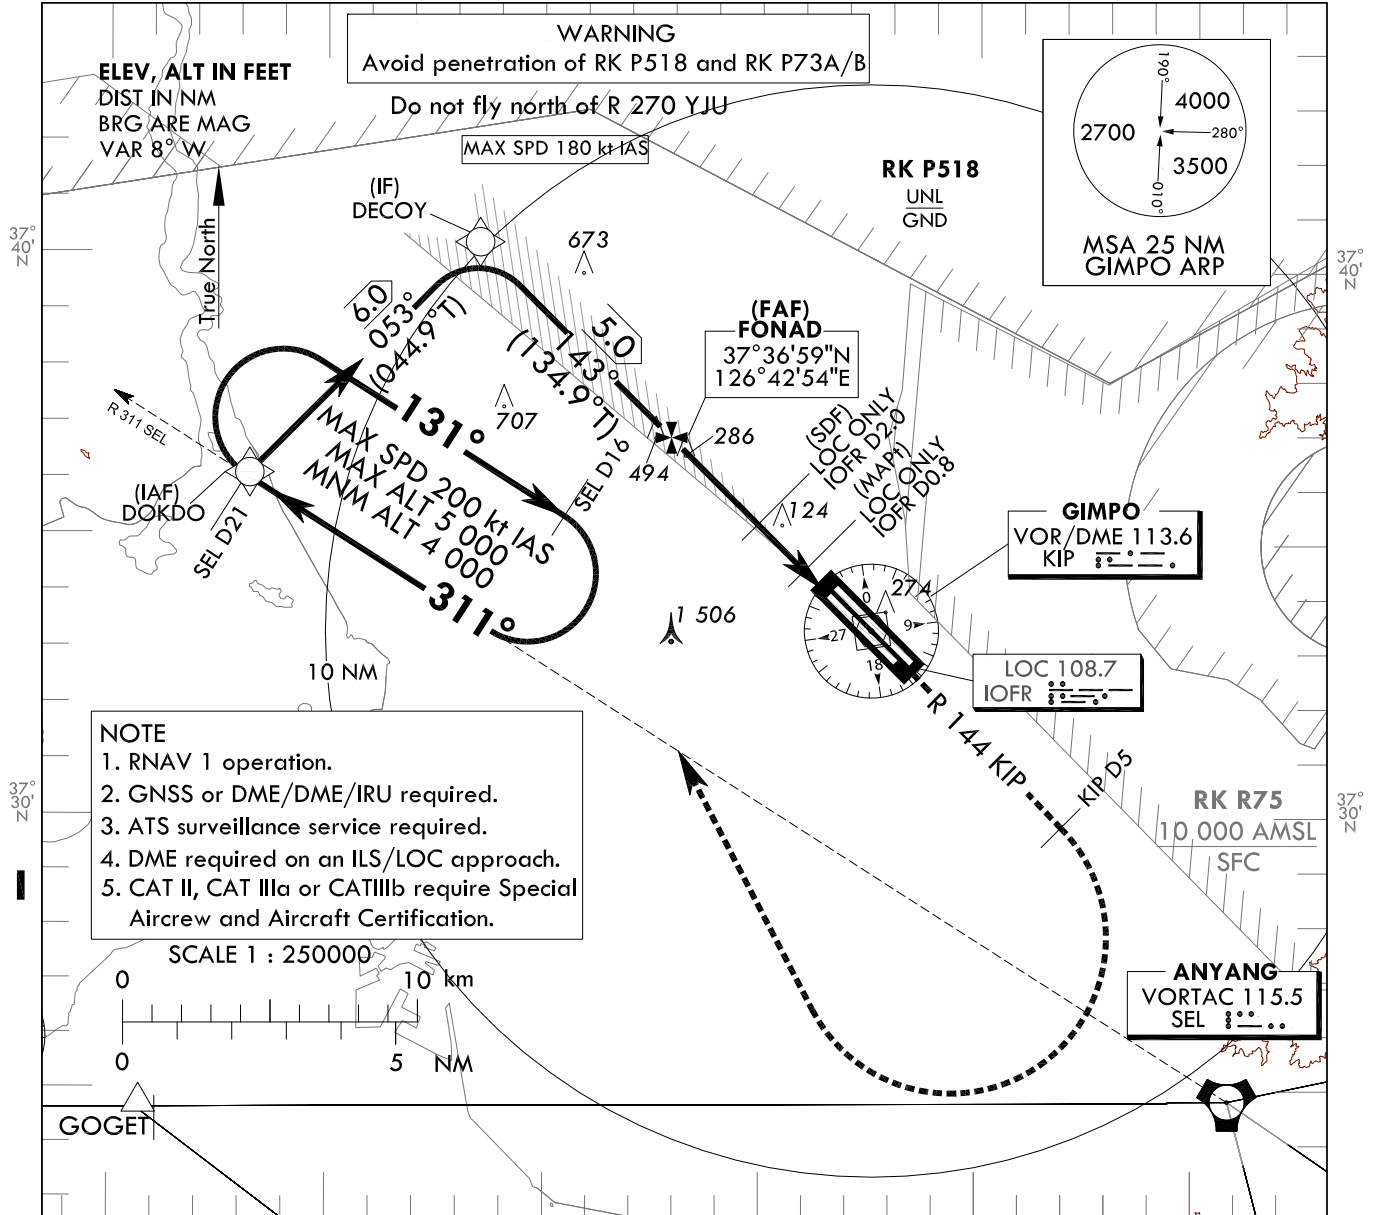 WARNING
Avoid penetration of RK P518 and RK P73A/B
Do not fly north of R 270 YJU
MAX SPD 180 kt IAS
ELEV, ALT IN FEET
DIST IN NM
BRG ARE MAG
VAR 8° W
True North
190°
4000
2700
280°
3500
010°
MSA 25 NM
GIMPO ARP
RK P518
UNL
GND
37°
40'
N
37°
40'
N
(IF)
DECOY
673
6.0
053°
(044.9°T)
5.0
143°
(134.9°T)
(FAF)
FONAD
37°36'59"N
126°42'54"E
R 311 SEL
707
131°
MAX SPD 200 kt IAS
MAX ALT 5 000
MNM ALT 4 000
311°
SEL D16
494
286
(SDF)
LOC ONLY
IOFR D2.0
(MAPt)
LOC ONLY
IOFR D0.8
124
(IAF)
DOKDO
SEL D21
GIMPO
VOR/DME 113.6
KIP
274
0
9
27
18
1 506
10 NM
LOC 108.7
IOFR
R 144 KIP
KIP D5
NOTE
1. RNAV 1 operation.
2. GNSS or DME/DME/IRU required.
3. ATS surveillance service required.
4. DME required on an ILS/LOC approach.
5. CAT II, CAT IIIa or CATIIIb require Special
Aircrew and Aircraft Certification.
37°
30'
N
37°
30'
N
RK R75
10 000 AMSL
SFC
SCALE 1 : 250000
0
10 km
0
5
NM
ANYANG
VORTAC 115.5
SEL
GOGET